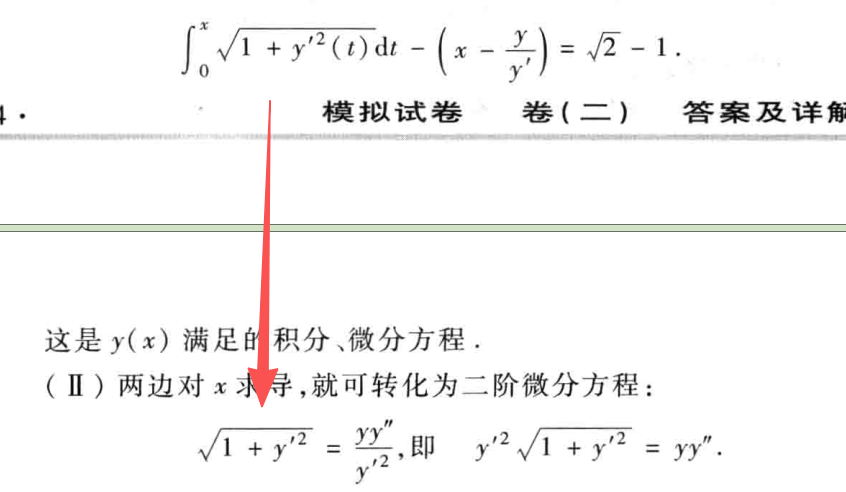 ∫₀ˣ √(1 + y′²(t)) dt − (x − y/y′) = √2 − 1 .
模拟试卷 卷(二) 答案及详解
这是 y(x) 满足的积分、微分方程 .
(Ⅱ) 两边对 x 求导,就可转化为二阶微分方程:
√(1 + y′²) = yy″/y′² ,即 y′²√(1 + y′²) = yy″ .